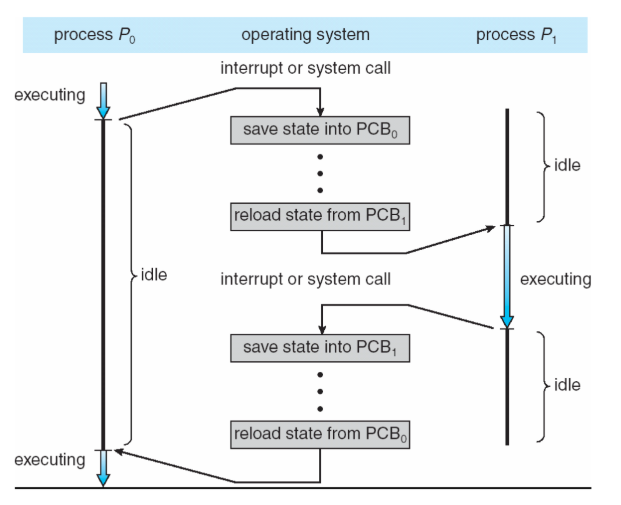 process P0
operating system
process P1
interrupt or system call
executing
save state into PCB0
idle
reload state from PCB1
idle
interrupt or system call
executing
save state into PCB1
idle
reload state from PCB0
executing